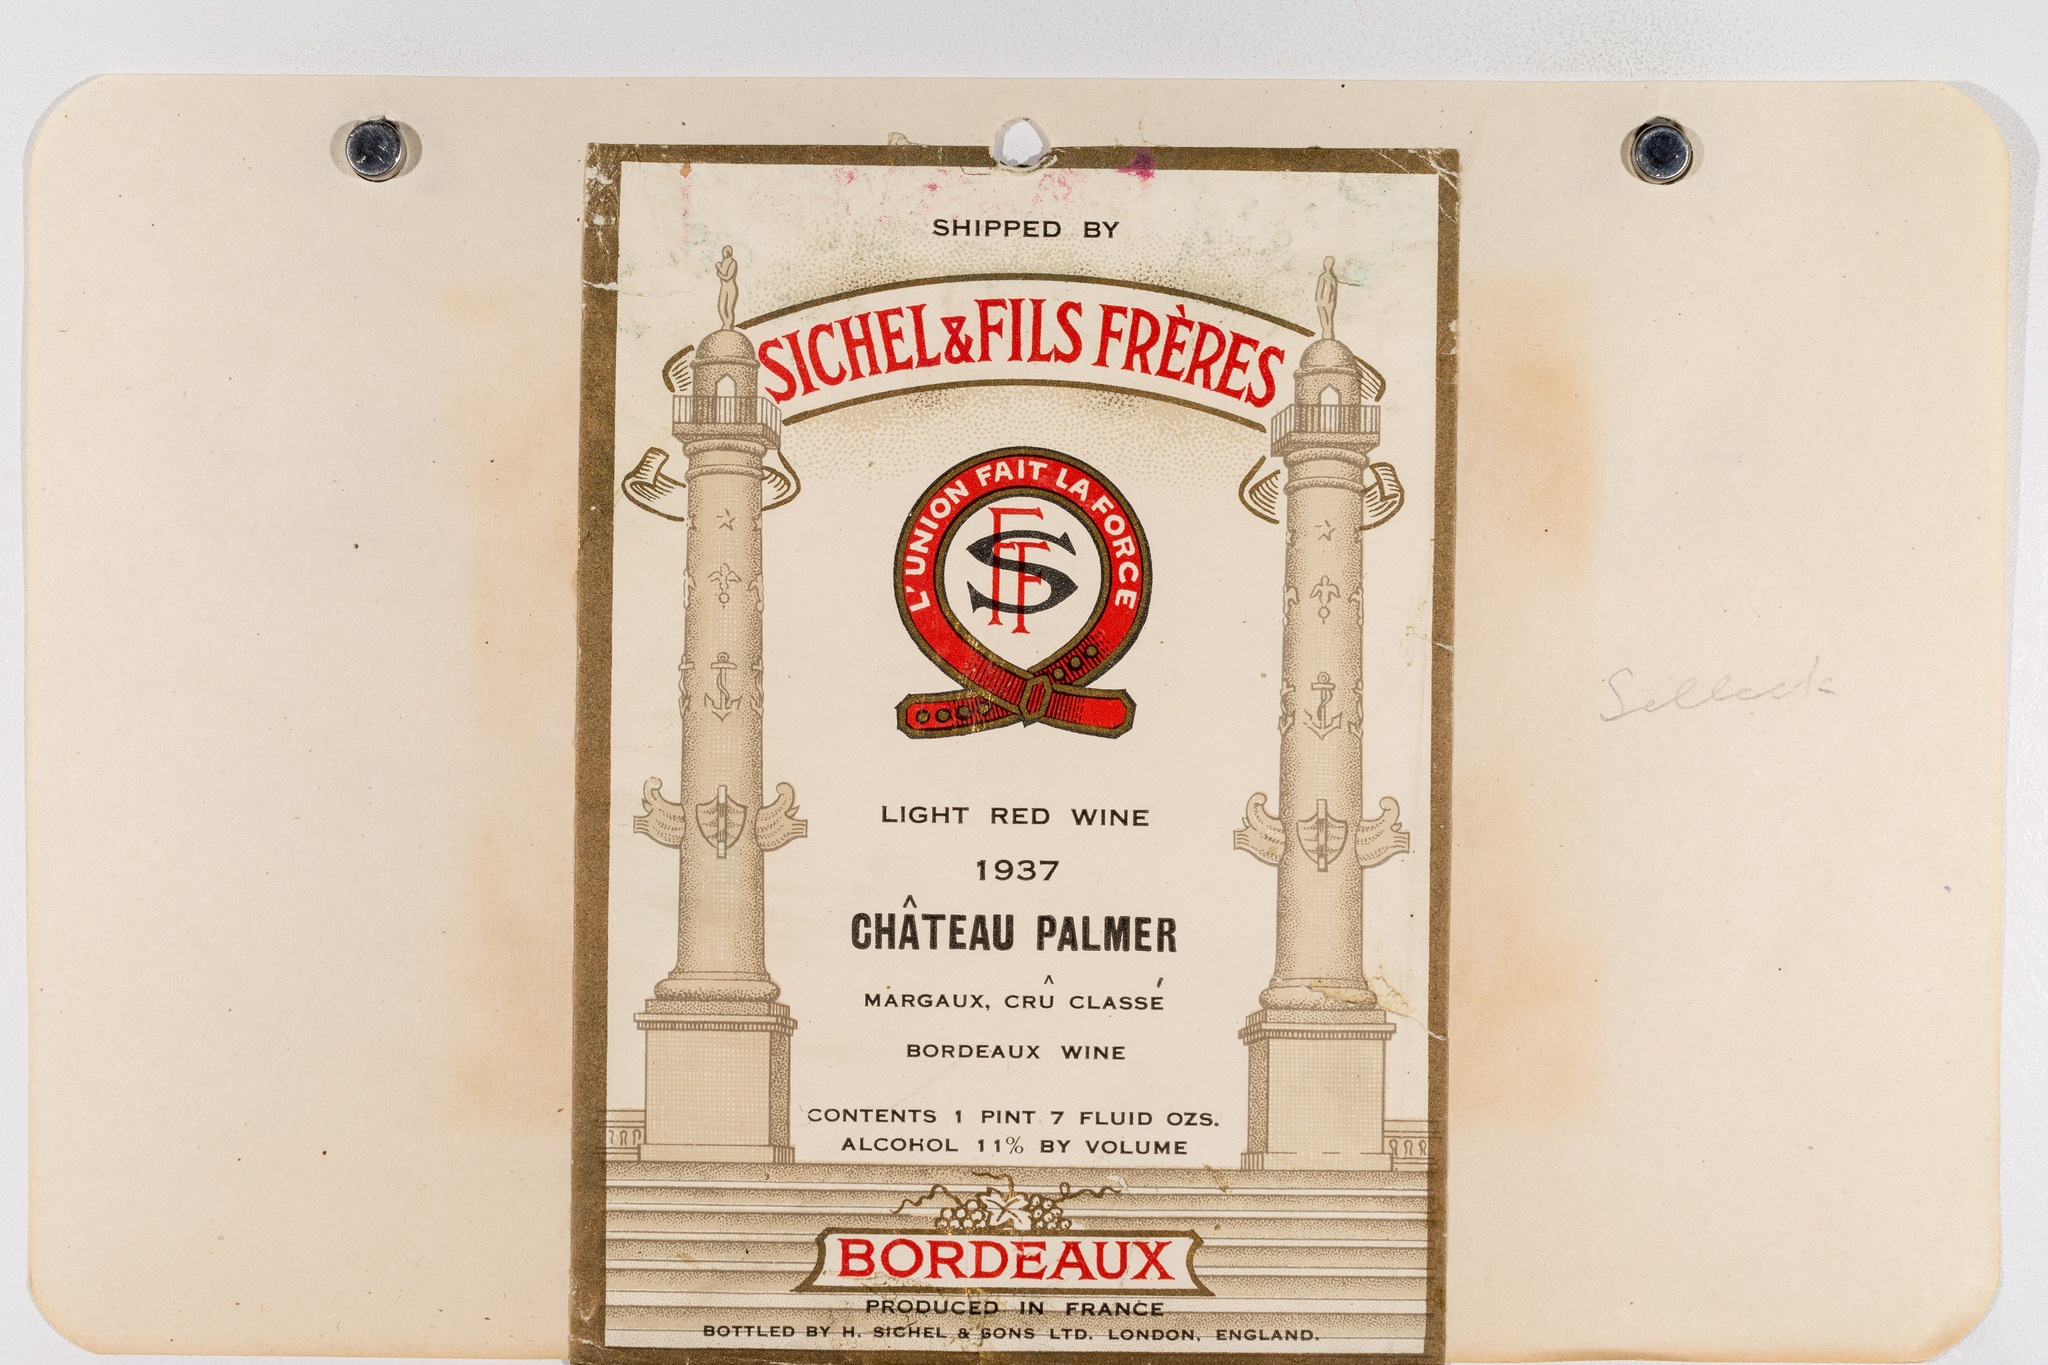 SHIPPED BY
SICHEL & FILS FRÈRES
L'UNION FAIT LA FORCE
SFF
LIGHT RED WINE
1937
CHÂTEAU PALMER
MARGAUX, CRÛ CLASSÉ
BORDEAUX WINE
CONTENTS 1 PINT 7 FLUID OZS.
ALCOHOL 11% BY VOLUME
BORDEAUX
PRODUCED IN FRANCE
BOTTLED BY H. SICHEL & SONS LTD. LONDON, ENGLAND.